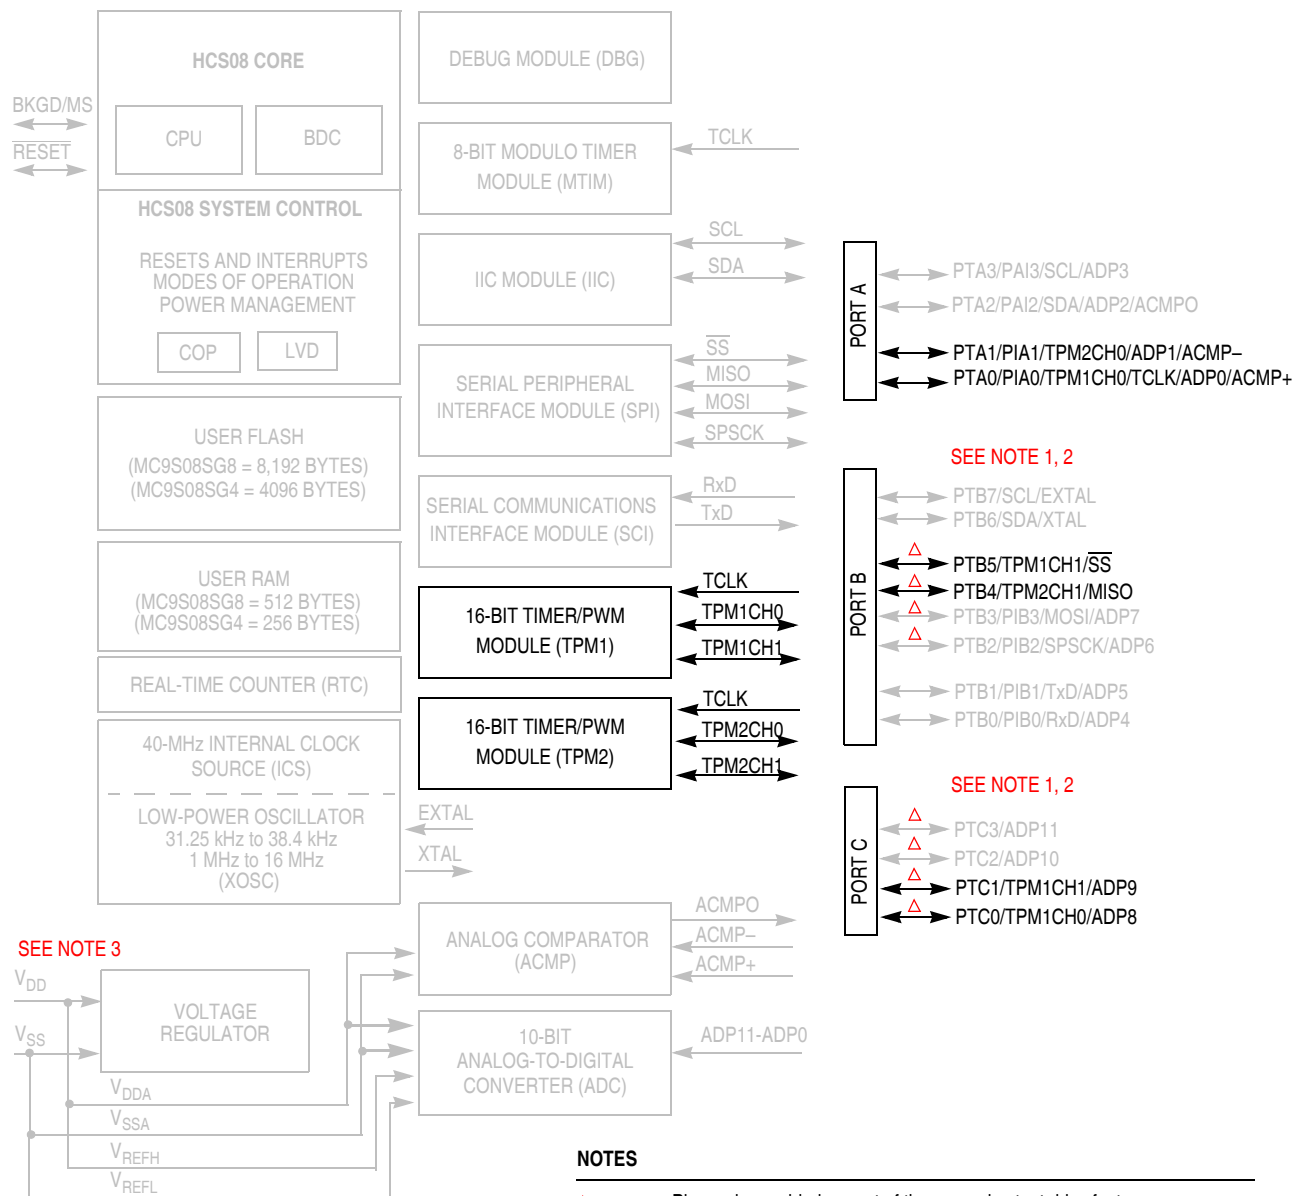 HCS08 CORE
BKGD/MS
RESET
CPU
BDC
HCS08 SYSTEM CONTROL
RESETS AND INTERRUPTS
MODES OF OPERATION
POWER MANAGEMENT
COP
LVD
USER FLASH
(MC9S08SG8 = 8,192 BYTES)
(MC9S08SG4 = 4096 BYTES)
USER RAM
(MC9S08SG8 = 512 BYTES)
(MC9S08SG4 = 256 BYTES)
REAL-TIME COUNTER (RTC)
40-MHz INTERNAL CLOCK
SOURCE (ICS)
LOW-POWER OSCILLATOR
31.25 kHz to 38.4 kHz
1 MHz to 16 MHz
(XOSC)
EXTAL
XTAL
SEE NOTE 3
VDD
VSS
VOLTAGE
REGULATOR
VDDA
VSSA
VREFH
VREFL
DEBUG MODULE (DBG)
8-BIT MODULO TIMER
MODULE (MTIM)
TCLK
IIC MODULE (IIC)
SCL
SDA
SERIAL PERIPHERAL
INTERFACE MODULE (SPI)
SS
MISO
MOSI
SPSCK
SERIAL COMMUNICATIONS
INTERFACE MODULE (SCI)
RxD
TxD
16-BIT TIMER/PWM
MODULE (TPM1)
TCLK
TPM1CH0
TPM1CH1
16-BIT TIMER/PWM
MODULE (TPM2)
TCLK
TPM2CH0
TPM2CH1
ANALOG COMPARATOR
(ACMP)
ACMPO
ACMP–
ACMP+
10-BIT
ANALOG-TO-DIGITAL
CONVERTER (ADC)
ADP11-ADP0
PORT A
PTA3/PAI3/SCL/ADP3
PTA2/PAI2/SDA/ADP2/ACMPO
PTA1/PIA1/TPM2CH0/ADP1/ACMP–
PTA0/PIA0/TPM1CH0/TCLK/ADP0/ACMP+
SEE NOTE 1, 2
PORT B
PTB7/SCL/EXTAL
PTB6/SDA/XTAL
PTB5/TPM1CH1/SS
PTB4/TPM2CH1/MISO
PTB3/PIB3/MOSI/ADP7
PTB2/PIB2/SPSCK/ADP6
PTB1/PIB1/TxD/ADP5
PTB0/PIB0/RxD/ADP4
SEE NOTE 1, 2
PORT C
PTC3/ADP11
PTC2/ADP10
PTC1/TPM1CH1/ADP9
PTC0/TPM1CH0/ADP8
NOTES